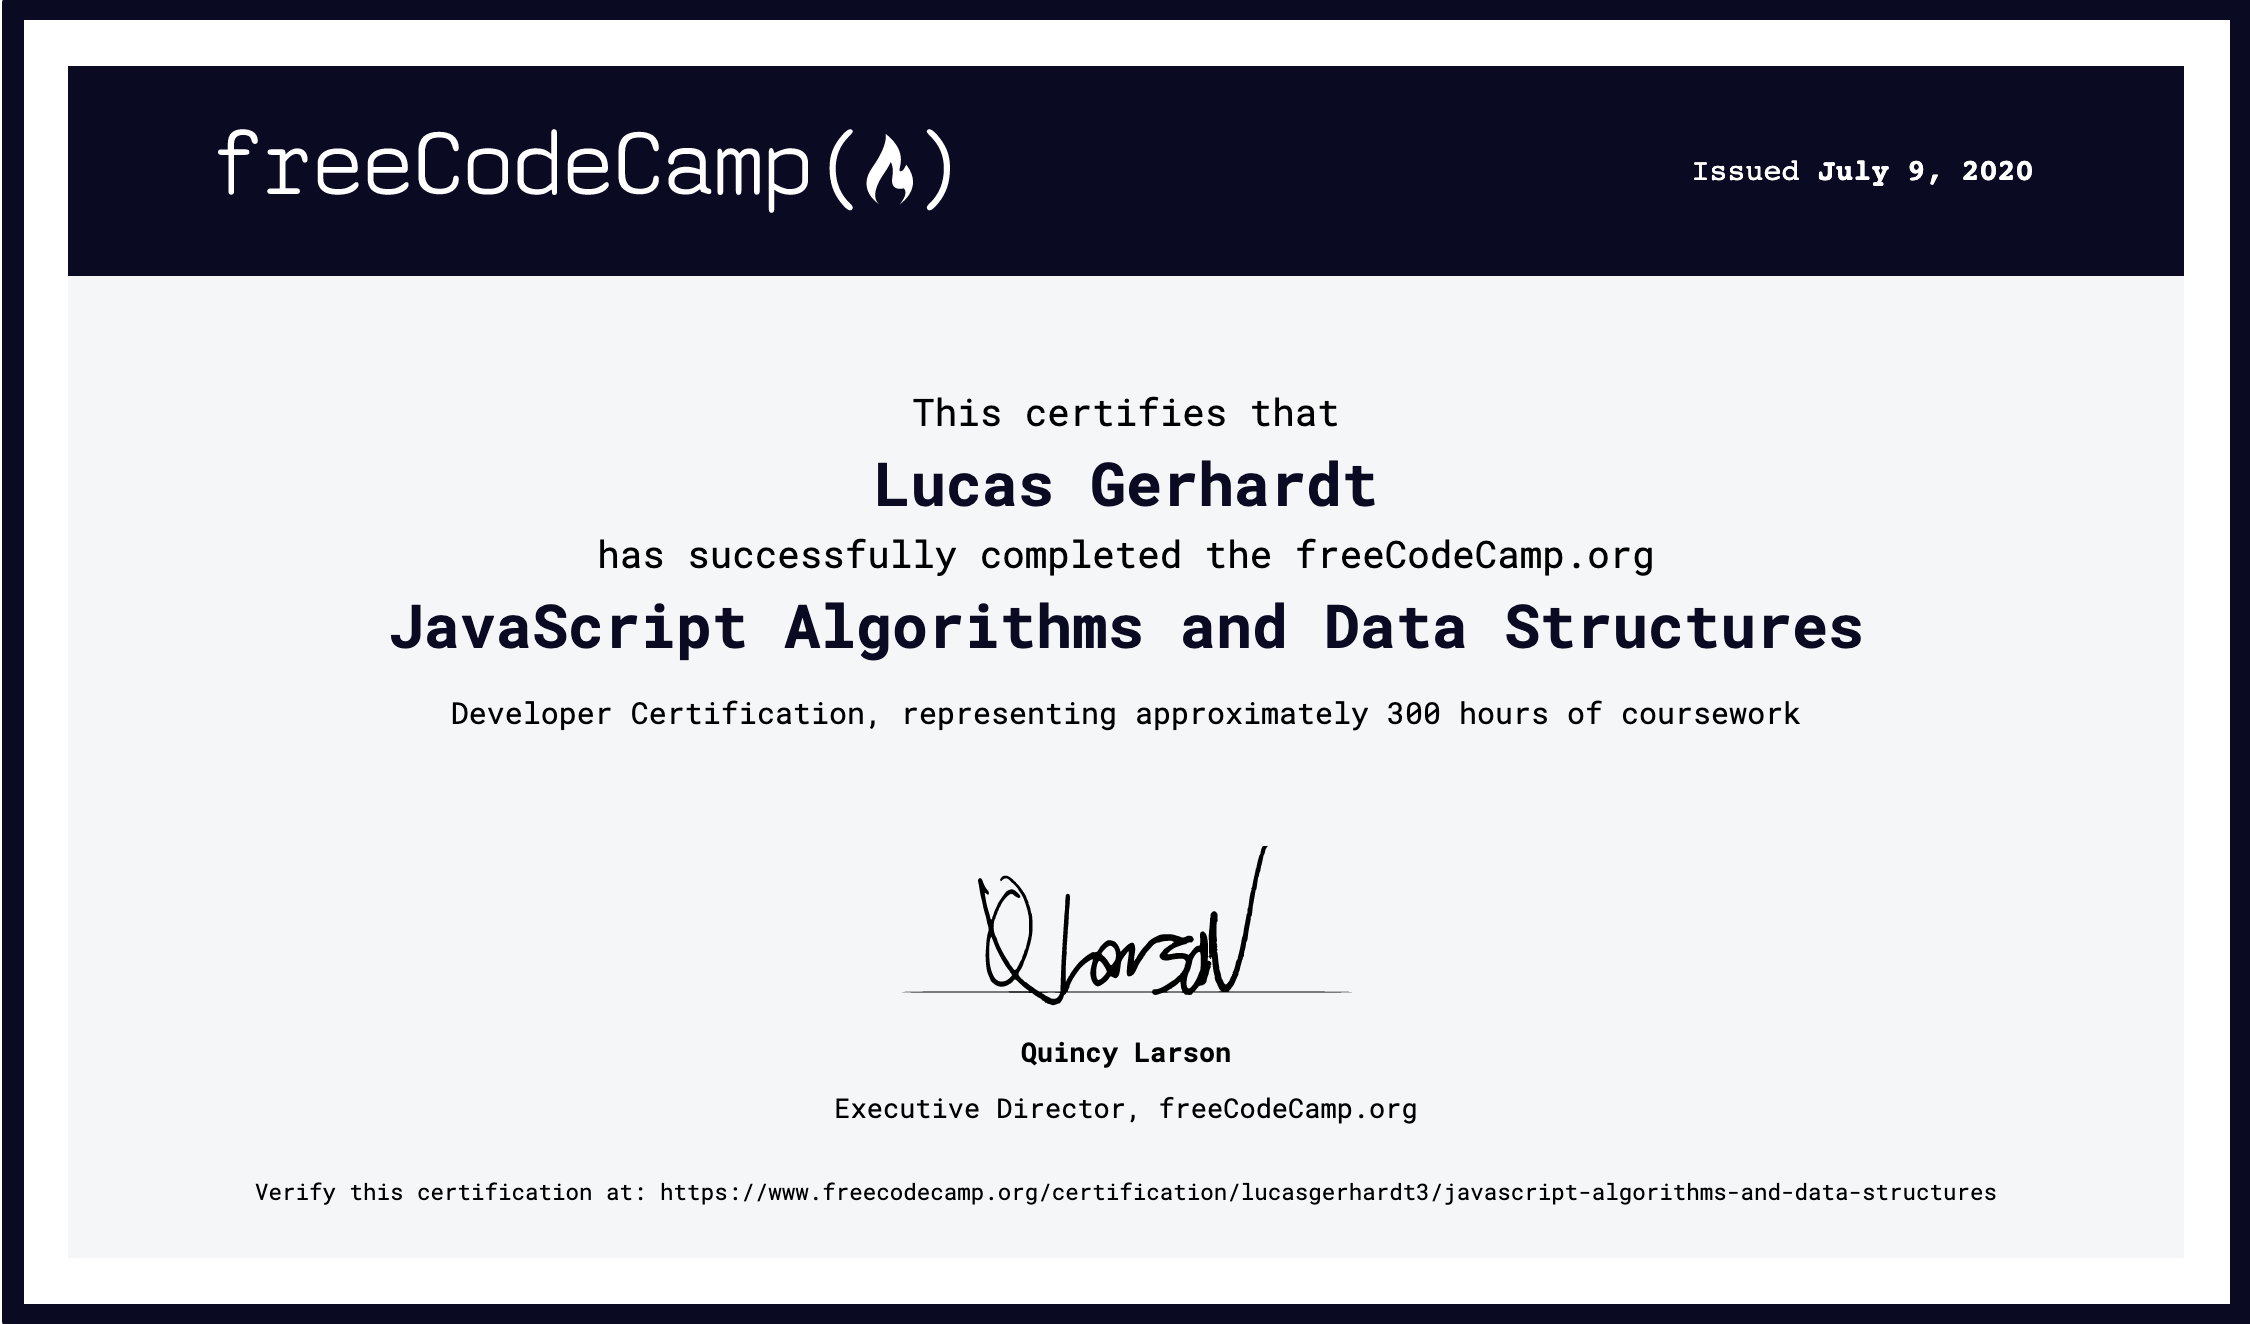 freeCodeCamp(🔥)
Issued July 9, 2020
This certifies that
Lucas Gerhardt
has successfully completed the freeCodeCamp.org
JavaScript Algorithms and Data Structures
Developer Certification, representing approximately 300 hours of coursework
Q Larson
Quincy Larson
Executive Director, freeCodeCamp.org
Verify this certification at: https://www.freecodecamp.org/certification/lucasgerhardt3/javascript-algorithms-and-data-structures